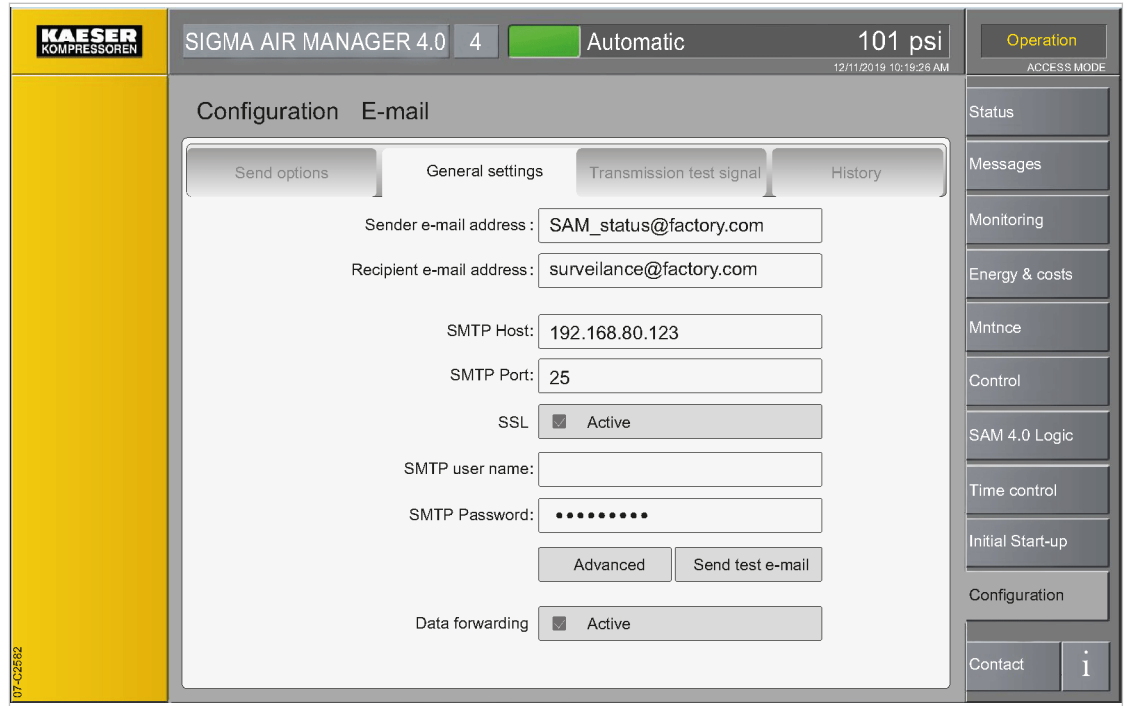 KAESER
KOMPRESSOREN
SIGMA AIR MANAGER 4.0 4 Automatic 101 psi
12/11/2019 10:19:26 AM
Operation
ACCESS MODE
Configuration E-mail
Send options General settings Transmission test signal History
Sender e-mail address : SAM_status@factory.com
Recipient e-mail address : surveilance@factory.com
SMTP Host: 192.168.80.123
SMTP Port: 25
SSL Active
SMTP user name:
SMTP Password: •••••••••
Advanced Send test e-mail
Data forwarding Active
Status
Messages
Monitoring
Energy & costs
Mntnce
Control
SAM 4.0 Logic
Time control
Initial Start-up
Configuration
Contact i
07-C2582